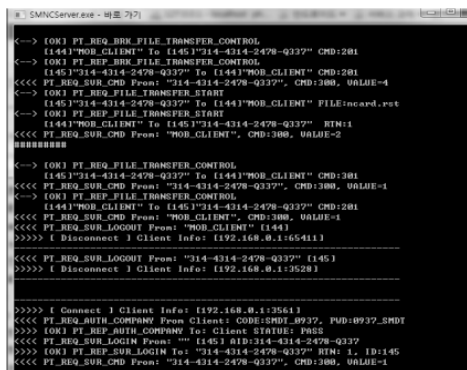 SMNCServer.exe - 바로 가기
<--> [OK] PT_REQ_BRK_FILE_TRANSFER_CONTROL
[144]"MOB_CLIENT" To [145]"314-4314-2478-Q337" CMD:201
<--> [OK] PT_REP_BRK_FILE_TRANSFER_CONTROL
[145]"314-4314-2478-Q337" To [144]"MOB_CLIENT" CMD:201
<<<< PT_REQ_SVR_CMD From: "314-4314-2478-Q337", CMD:300, VALUE=4
<--> [OK] PT_REQ_FILE_TRANSFER_START
[145]"314-4314-2478-Q337" To [144]"MOB_CLIENT" FILE:ncard.rst
<--> [OK] PT_REP_FILE_TRANSFER_START
[144]"MOB_CLIENT" To [145]"314-4314-2478-Q337" RTN:1
<<<< PT_REQ_SVR_CMD From: "MOB_CLIENT", CMD:300, VALUE=2
#########
<--> [OK] PT_REQ_FILE_TRANSFER_CONTROL
[145]"314-4314-2478-Q337" To [144]"MOB_CLIENT" CMD:301
<<<< PT_REQ_SVR_CMD From: "314-4314-2478-Q337", CMD:300, VALUE=1
<--> [OK] PT_REP_FILE_TRANSFER_CONTROL
[144]"MOB_CLIENT" To [145]"314-4314-2478-Q337" CMD:301
<<<< PT_REQ_SVR_CMD From: "MOB_CLIENT", CMD:300, VALUE=1
<<<< PT_REQ_SVR_LOGOUT From: "MOB_CLIENT" [144]
>>>>> [ Disconnect ] Client Info: [192.168.0.1:65411]
<<<< PT_REQ_SVR_LOGOUT From: "314-4314-2478-Q337" [145]
>>>>> [ Disconnect ] Client Info: [192.168.0.1:3528]
>>>>> [ Connect ] Client Info: [192.168.0.1:3561]
<<<< PT_REQ_AUTH_COMPANY From Client: CODE:SMDT_0937, PWD:0937_SMDT
>>>> [OK] PT_REP_AUTH_COMPANY To: Client STATUE: PASS
<<<< PT_REQ_SVR_LOGIN From: "" [145] AID:314-4314-2478-Q337
>>>> [OK] PT_REP_SVR_LOGIN To: "314-4314-2478-Q337" RTN: 1, ID:145
<<<< PT_REQ_SVR_CMD From: "314-4314-2478-Q337", CMD:300, VALUE=1